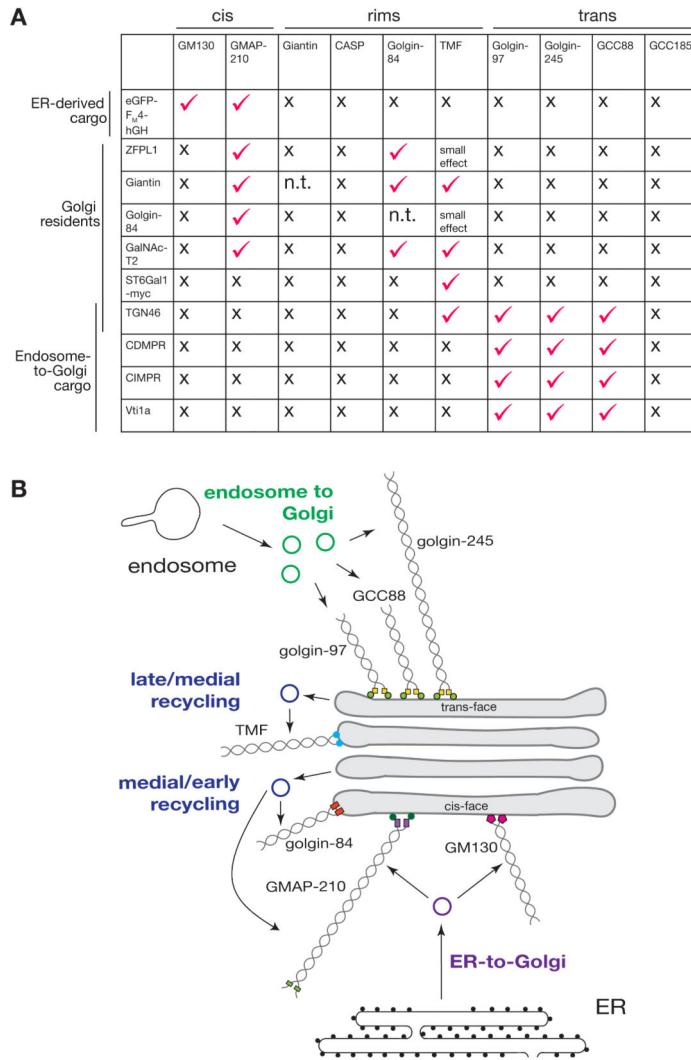 A
cis rims trans
GM130 GMAP-210 Giantin CASP Golgin-84 TMF Golgin-97 Golgin-245 GCC88 GCC185
ER-derived cargo
eGFP-FM4-hGH ✓ ✓ x x x x x x x x
Golgi residents
ZFPL1 x ✓ x x ✓ small effect x x x x
Giantin x ✓ n.t. x ✓ ✓ x x x x
Golgin-84 x ✓ x x n.t. small effect x x x x
GalNAc-T2 x ✓ x x ✓ ✓ x x x x
ST6Gal1-myc x x x x x ✓ x x x x
TGN46 x x x x x ✓ ✓ ✓ ✓ x
Endosome-to-Golgi cargo
CDMPR x x x x x x ✓ ✓ ✓ x
CIMPR x x x x x x ✓ ✓ ✓ x
Vti1a x x x x x x ✓ ✓ ✓ x
B
endosome to
Golgi
endosome
golgin-245
GCC88
golgin-97
late/medial
recycling
trans-face
TMF
medial/early
recycling
cis-face
golgin-84
GM130
GMAP-210
ER-to-Golgi
ER